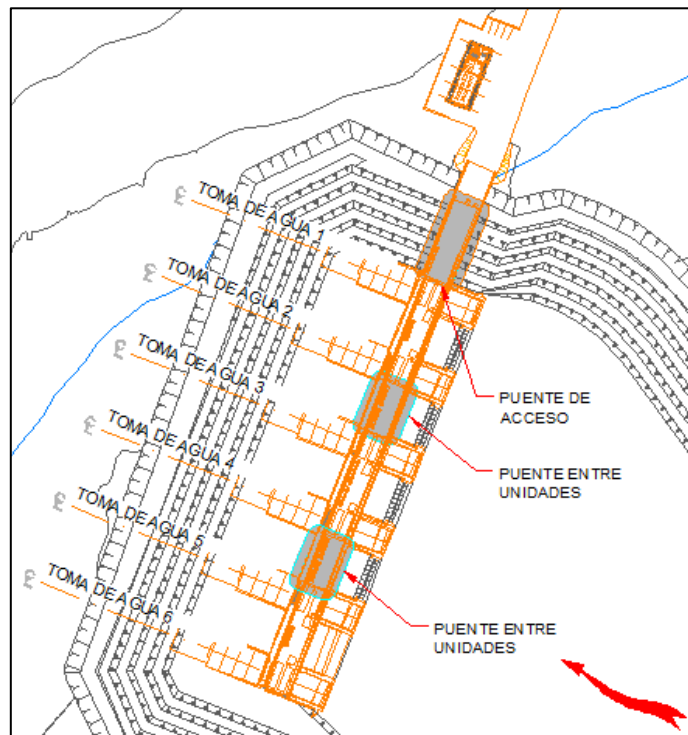 TOMA DE AGUA 1
TOMA DE AGUA 2
TOMA DE AGUA 3
TOMA DE AGUA 4
TOMA DE AGUA 5
TOMA DE AGUA 6
PUENTE DE
ACCESO
PUENTE ENTRE
UNIDADES
PUENTE ENTRE
UNIDADES